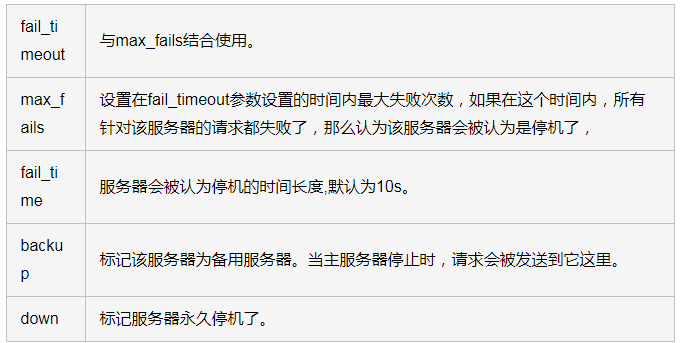 fail_ti
meout
与max_fails结合使用。
max_f
ails
设置在fail_timeout参数设置的时间内最大失败次数，如果在这个时间内，所有
针对该服务器的请求都失败了，那么认为该服务器会被认为是停机了，
fail_ti
me
服务器会被认为停机的时间长度,默认为10s。
backu
p
标记该服务器为备用服务器。当主服务器停止时，请求会被发送到它这里。
down
标记服务器永久停机了。